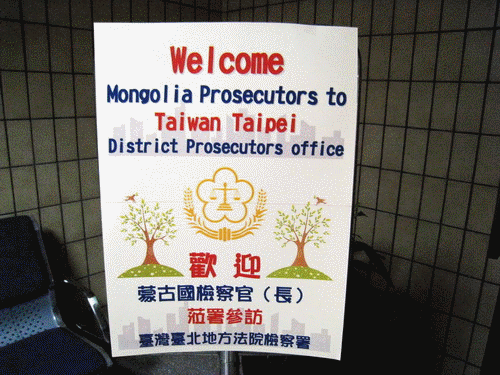 Welcome
Mongolia Prosecutors to
Taiwan Taipei
District Prosecutors office
歡迎
蒙古國檢察官（長）
蒞署參訪
臺灣臺北地方法院檢察署